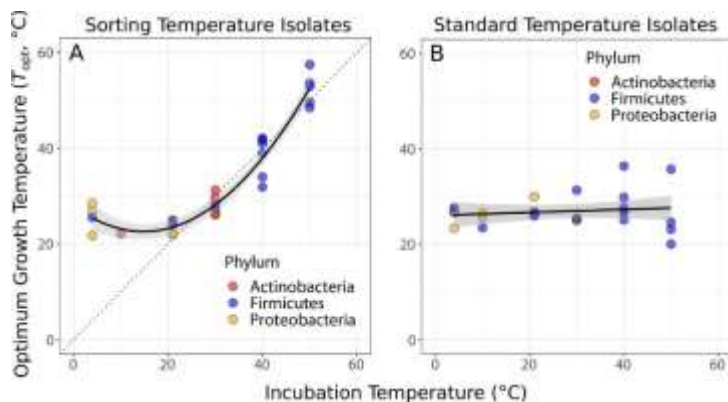 Sorting Temperature Isolates
Standard Temperature Isolates
Optimum Growth Temperature (Topt, °C)
A
60
40
20
0
Phylum
Actinobacteria
Firmicutes
Proteobacteria
0
20
40
60
B
60
40
20
0
Phylum
Actinobacteria
Firmicutes
Proteobacteria
0
20
40
60
Incubation Temperature (°C)